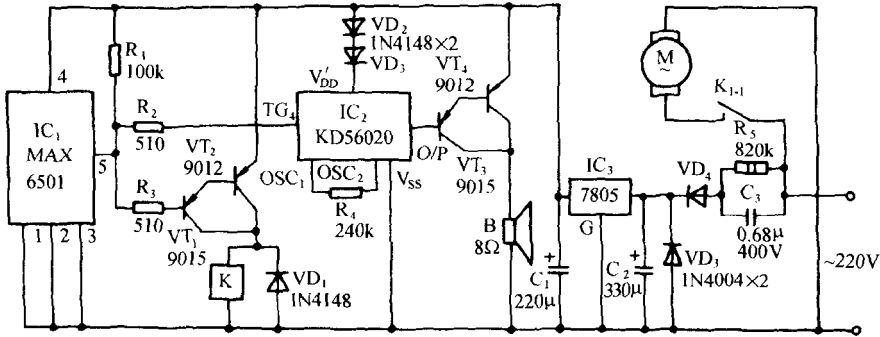 R₁
100k
4
IC₁
MAX
6501
5
1
2
3
R₂
510
R₃
510
VT₂
9012
VT₁
9015
K
VD₁
1N4148
VD₂
1N4148×2
VD₃
V′DD
TG₄
IC₂
KD56020
OSC₁
OSC₂
VSS
O/P
R₄
240k
VT₄
9012
VT₃
9015
B
8Ω
+
C₁
220μ
IC₃
7805
G
+
C₂
330μ
VD₄
VD₃
1N4004×2
M
~
K₁₋₁
R₅
820k
C₃
0.68μ
400V
~220V